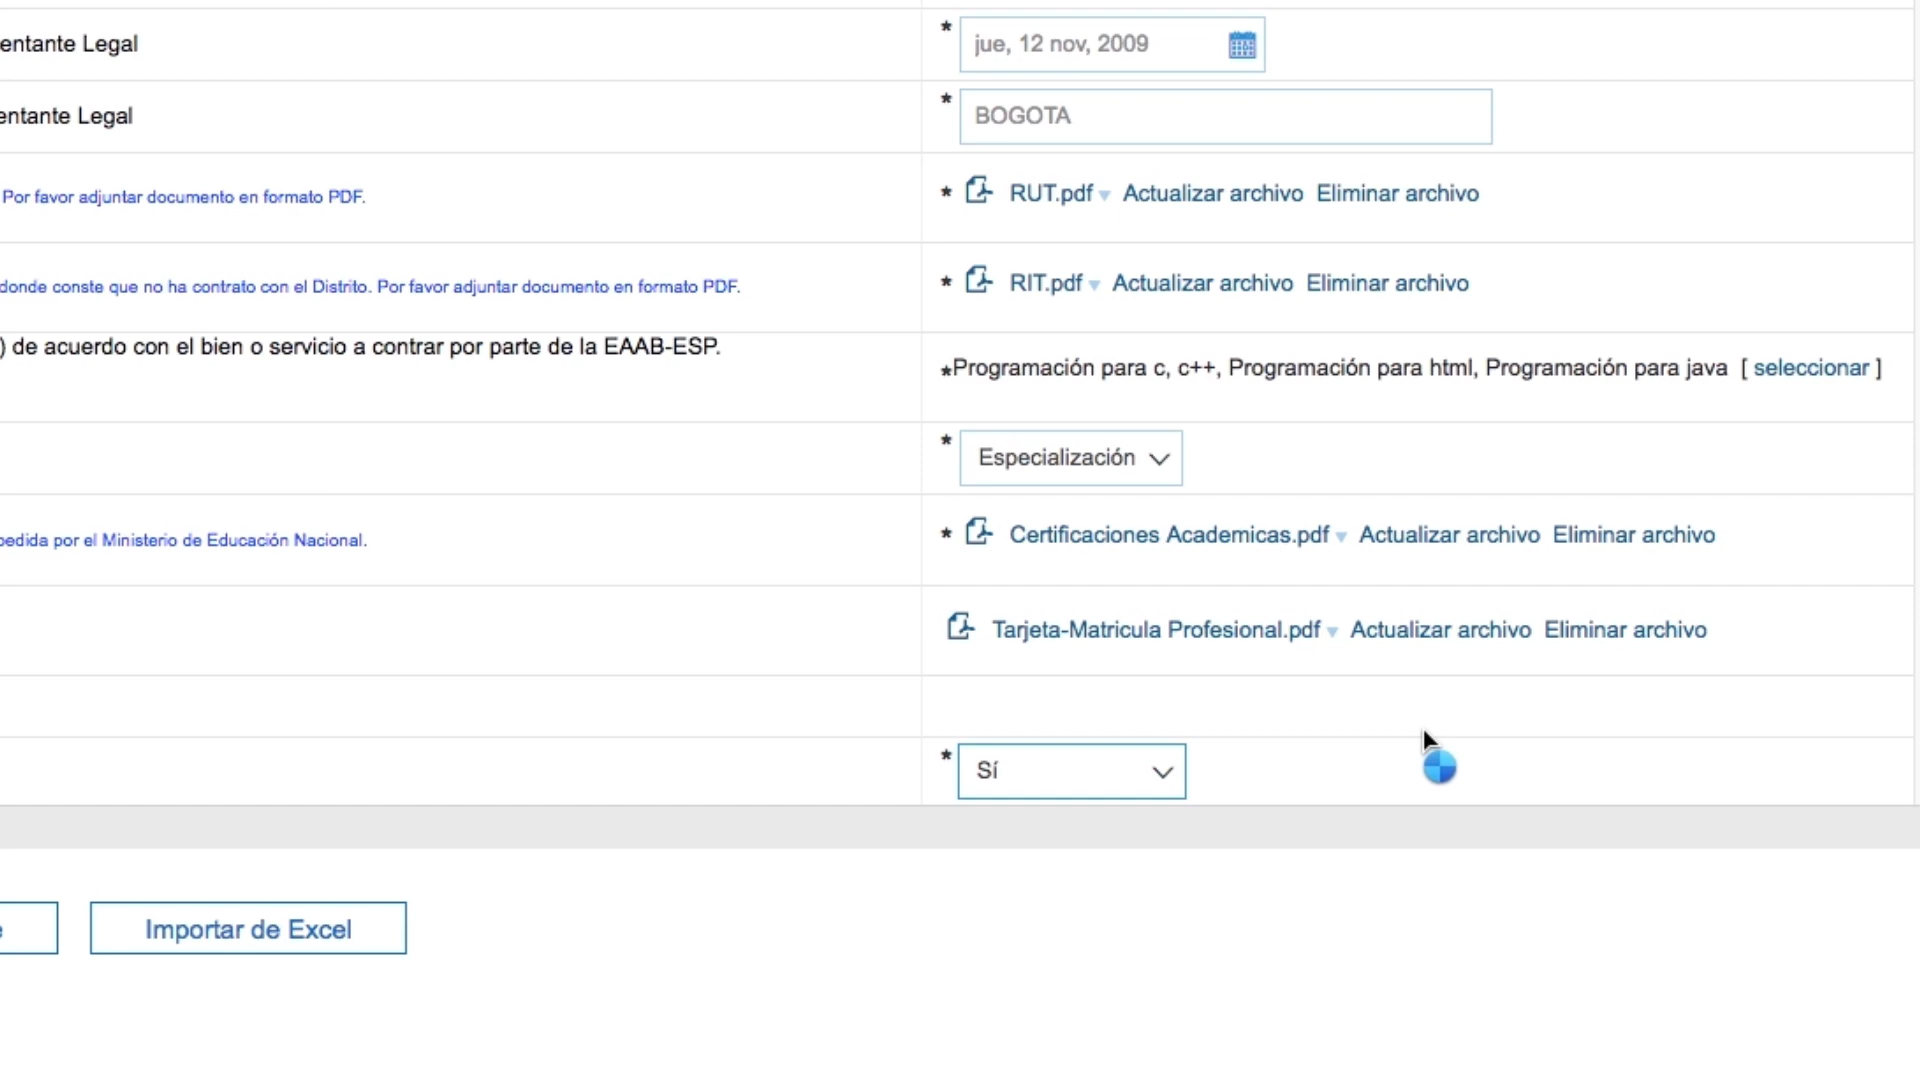 entante Legal
* jue, 12 nov, 2009
entante Legal
* BOGOTA
Por favor adjuntar documento en formato PDF.
* RUT.pdf Actualizar archivo Eliminar archivo
donde conste que no ha contrato con el Distrito. Por favor adjuntar documento en formato PDF.
* RIT.pdf Actualizar archivo Eliminar archivo
) de acuerdo con el bien o servicio a contrar por parte de la EAAB-ESP.
*Programación para c, c++, Programación para html, Programación para java [ seleccionar ]
* Especialización
pedida por el Ministerio de Educación Nacional.
* Certificaciones Academicas.pdf Actualizar archivo Eliminar archivo
Tarjeta-Matricula Profesional.pdf Actualizar archivo Eliminar archivo
* Sí
Importar de Excel